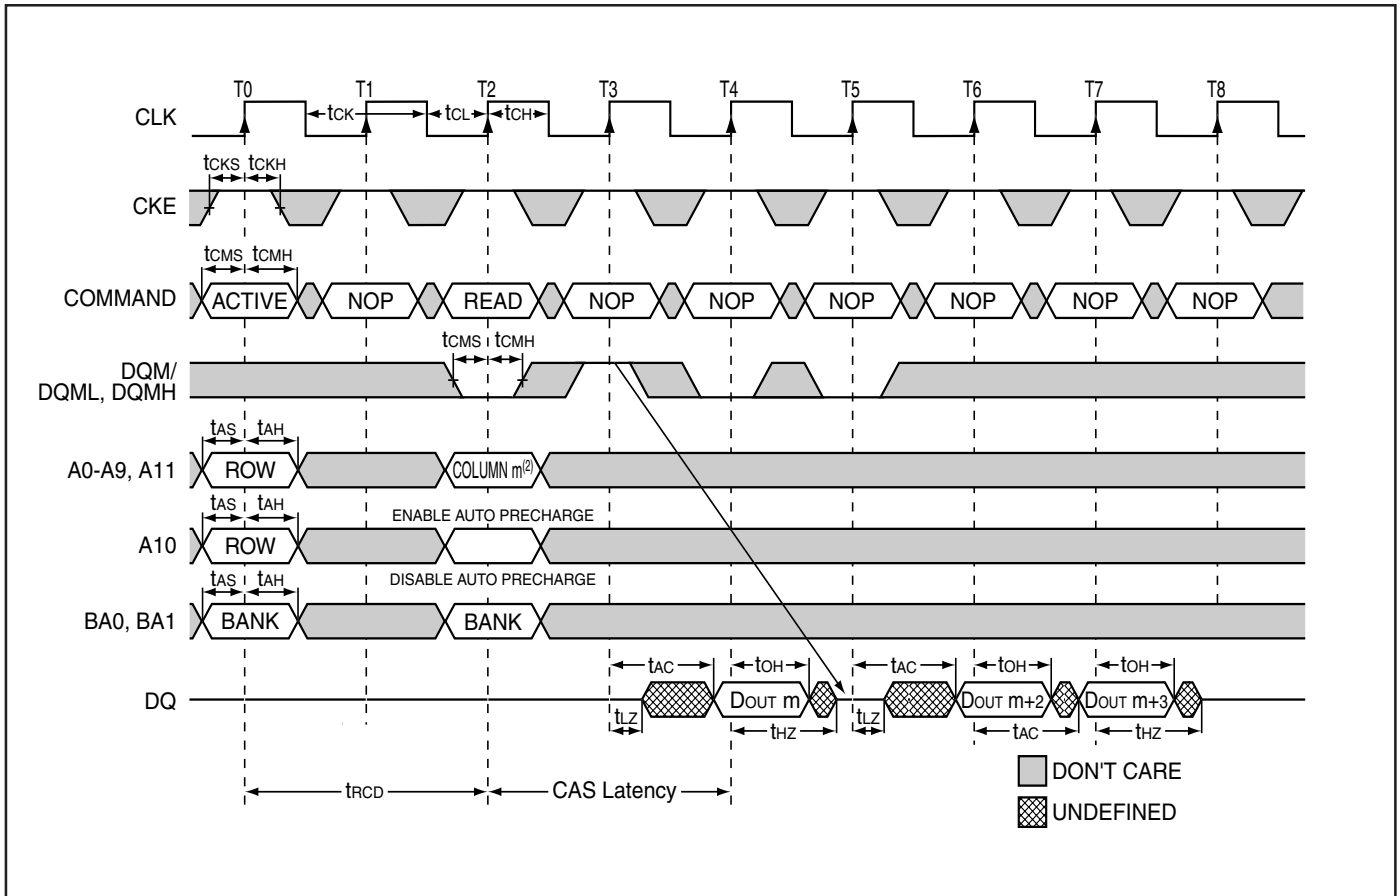 T0 T1 T2 T3 T4 T5 T6 T7 T8
CLK
tCK tCL tCH
tCKS tCKH
CKE
tCMS tCMH
COMMAND
ACTIVE NOP READ NOP NOP NOP NOP NOP NOP
tCMS tCMH
DQM/
DQML, DQMH
tAS tAH
A0-A9, A11
ROW COLUMN m(2)
tAS tAH
ENABLE AUTO PRECHARGE
A10
ROW
tAS tAH
DISABLE AUTO PRECHARGE
BA0, BA1
BANK BANK
tAC tOH tAC tOH tOH
DQ
DOUT m DOUT m+2 DOUT m+3
tLZ tHZ tLZ tAC tHZ
DON'T CARE
tRCD CAS Latency
UNDEFINED